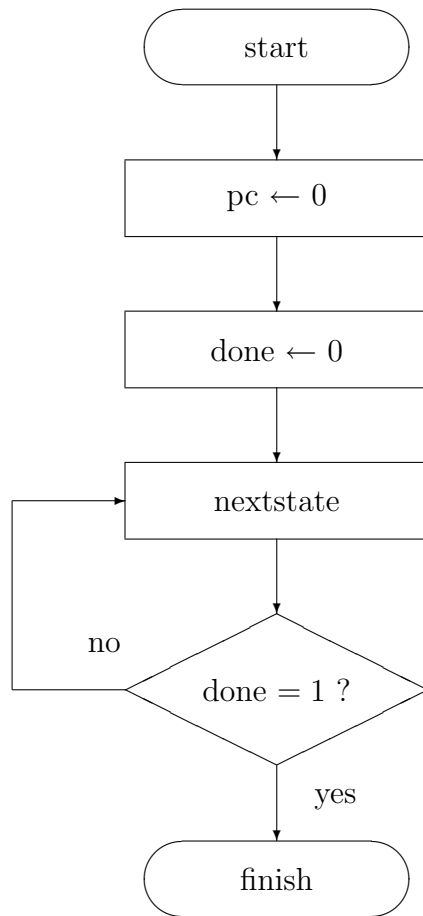 start
pc ← 0
done ← 0
nextstate
no
done = 1 ?
yes
finish